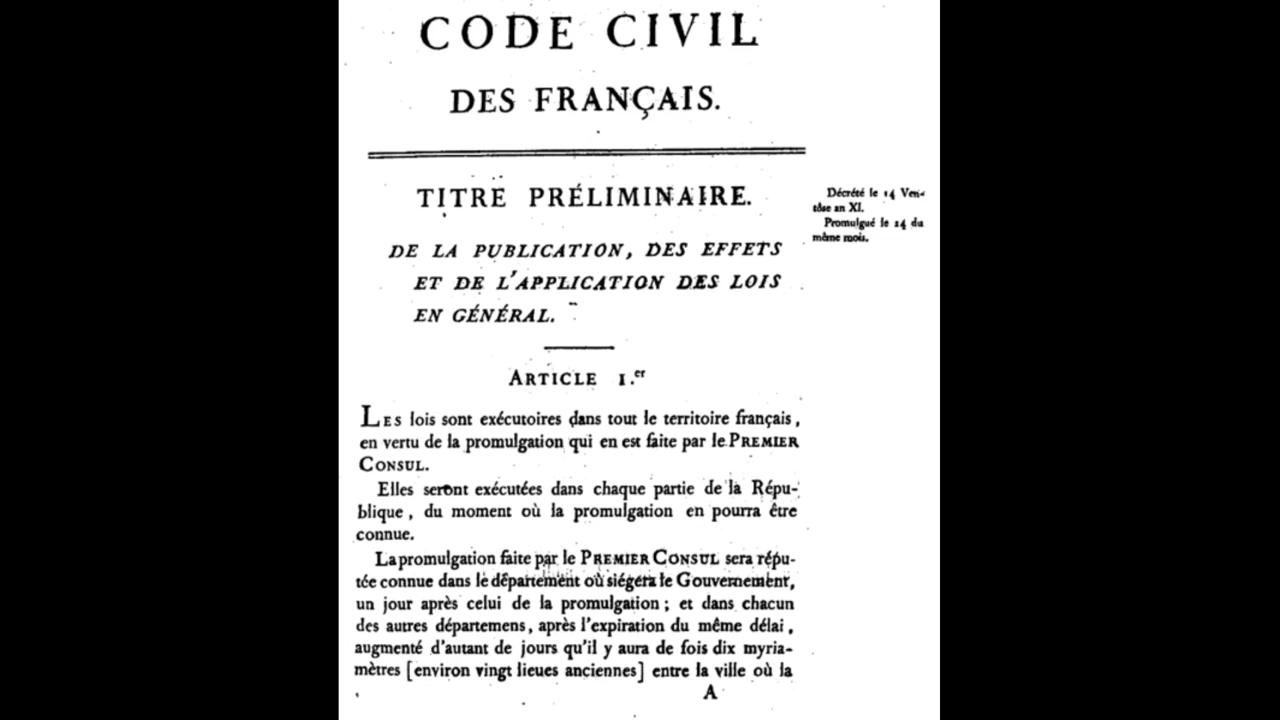 CODE CIVIL
DES FRANÇAIS.
TITRE PRÉLIMINAIRE.
Décrété le 14 Ven-
tôse an XI.
Promulgué le 24 du
même mois.
DE LA PUBLICATION, DES EFFETS
ET DE L'APPLICATION DES LOIS
EN GÉNÉRAL.
ARTICLE 1.er
LES lois sont exécutoires dans tout le territoire français,
en vertu de la promulgation qui en est faite par le PREMIER
CONSUL.
Elles seront exécutées dans chaque partie de la Répu-
blique, du moment où la promulgation en pourra être
connue.
La promulgation faite par le PREMIER CONSUL sera répu-
tée connue dans le département où siégera le Gouvernement,
un jour après celui de la promulgation; et dans chacun
des autres départemens, après l'expiration du même délai,
augmenté d'autant de jours qu'il y aura de fois dix myria-
mètres [environ vingt lieues anciennes] entre la ville où la
A